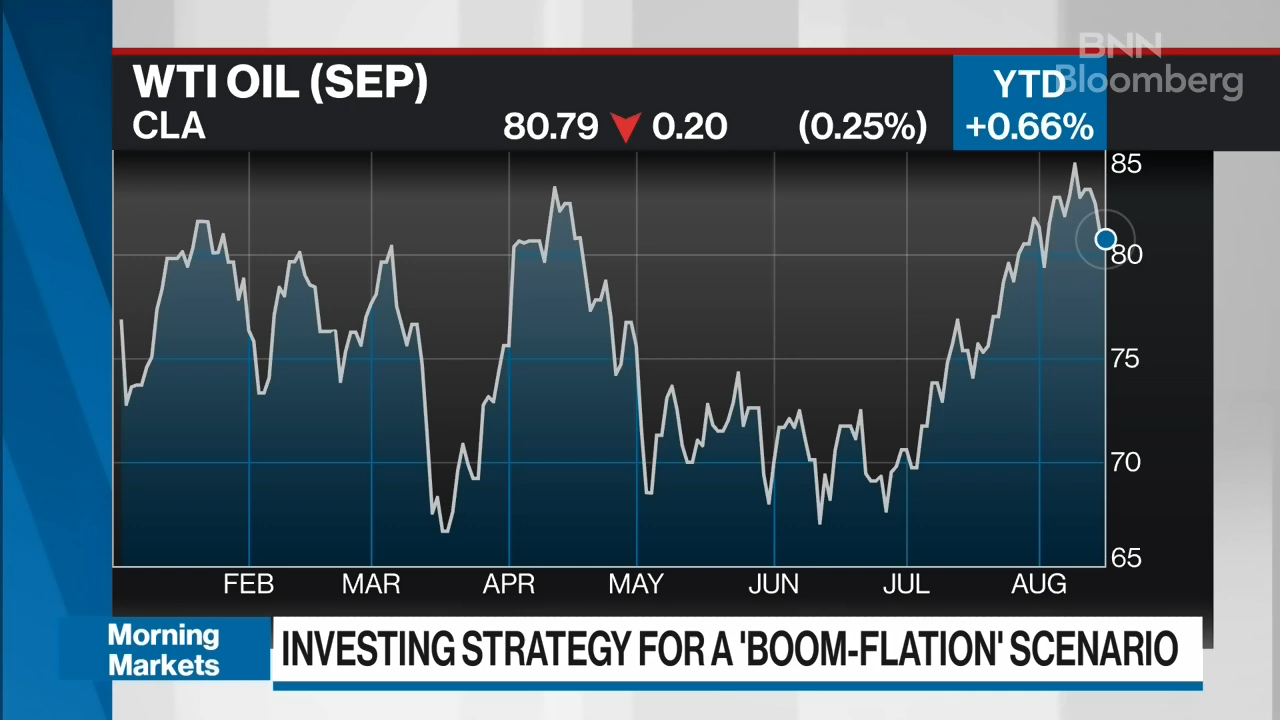 BNN
Bloomberg
WTI OIL (SEP)
YTD
CLA
80.79 0.20 (0.25%)
+0.66%
85
80
75
70
65
FEB MAR APR MAY JUN JUL AUG
Morning
Markets
INVESTING STRATEGY FOR A 'BOOM-FLATION' SCENARIO